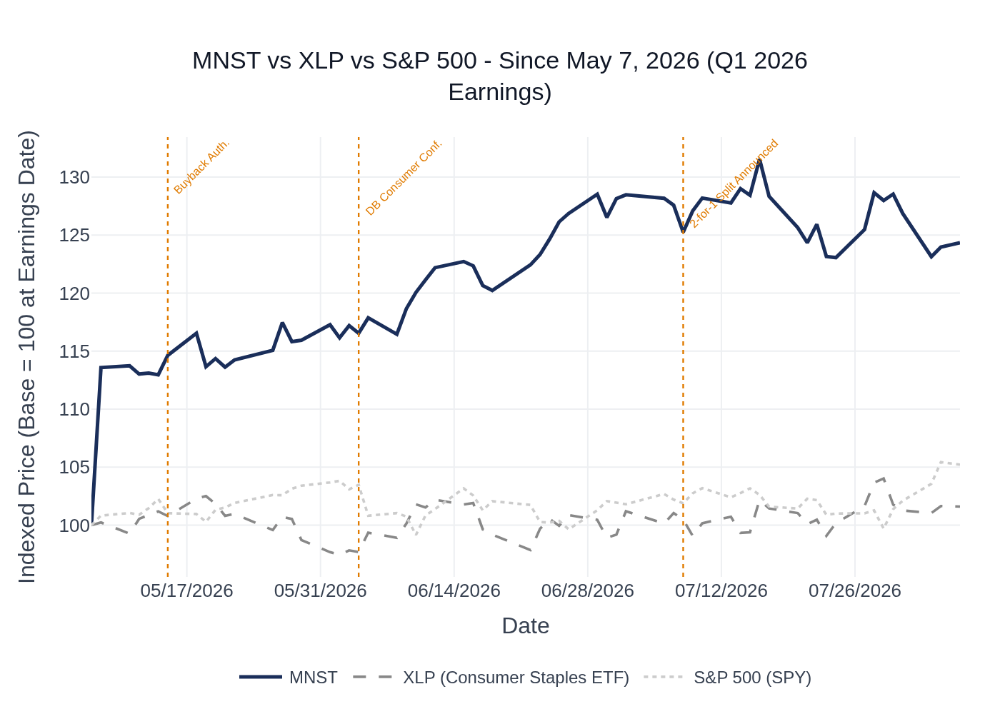 MNST vs XLP vs S&P 500 - Since May 7, 2026 (Q1 2026
Earnings)
Indexed Price (Base = 100 at Earnings Date)
130
125
120
115
110
105
100
Buyback Auth.
DB Consumer Conf.
2-for-1 Split Announced
05/17/2026
05/31/2026
06/14/2026
06/28/2026
07/12/2026
07/26/2026
Date
MNST
XLP (Consumer Staples ETF)
S&P 500 (SPY)